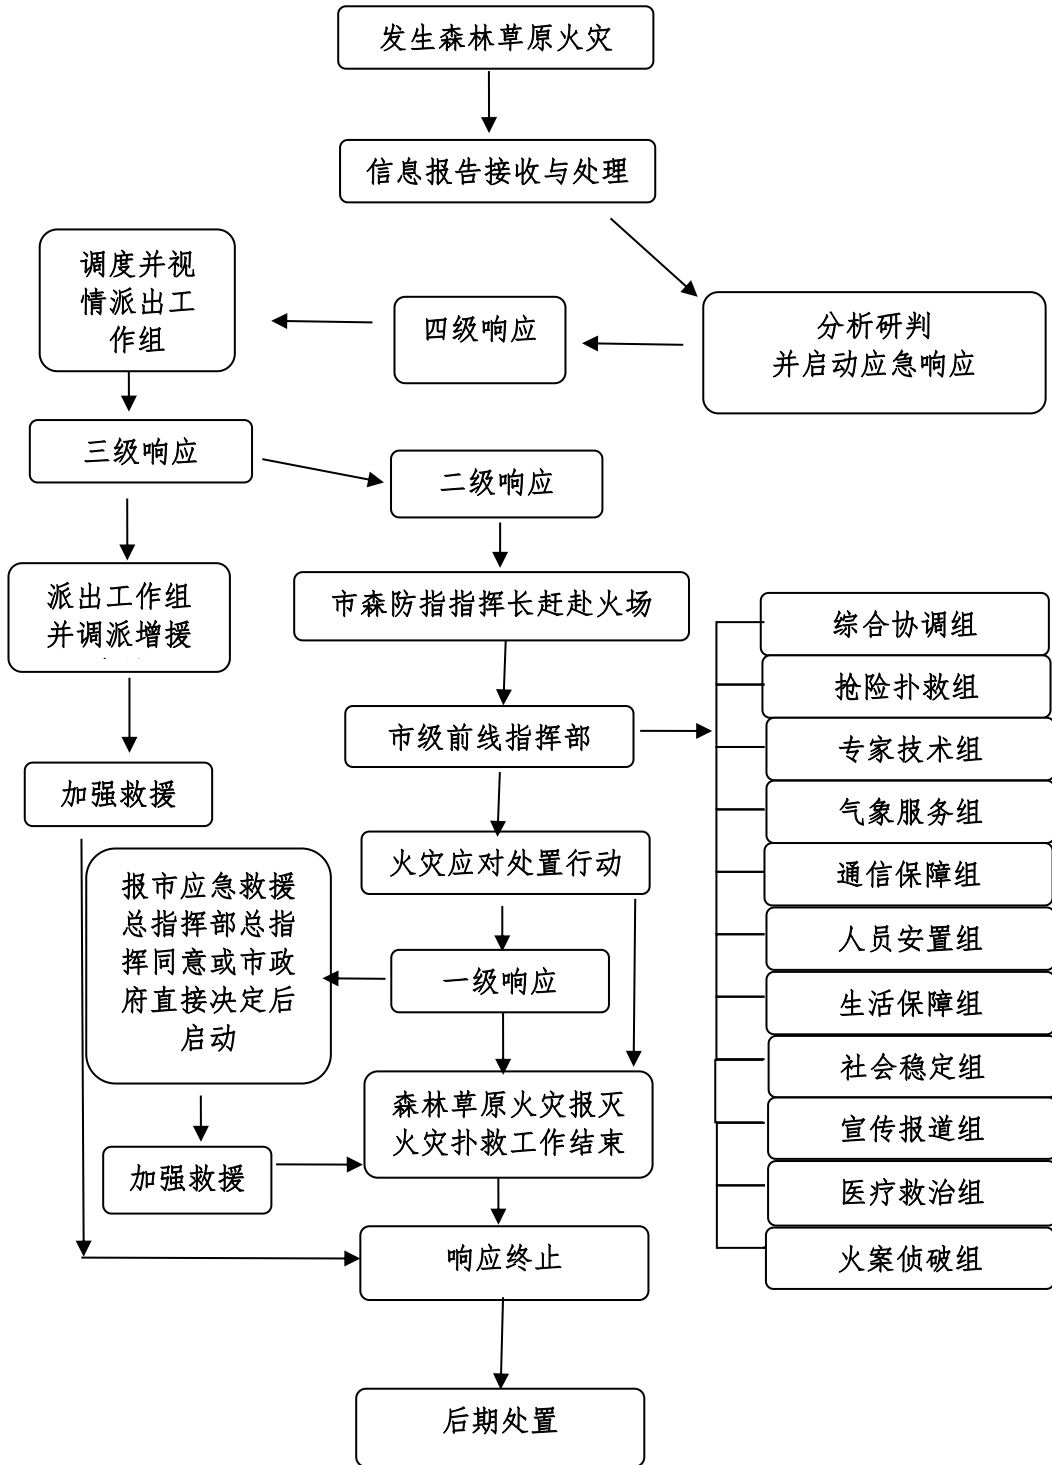 发生森林草原火灾
信息报告接收与处理
调度并视
情派出工
作组
四级响应
分析研判
并启动应急响应
三级响应
二级响应
派出工作组
并调派增援
市森防指指挥长赶赴火场
综合协调组
抢险扑救组
市级前线指挥部
专家技术组
加强救援
气象服务组
火灾应对处置行动
通信保障组
报市应急救援
总指挥部总指
挥同意或市政
府直接决定后
启动
人员安置组
一级响应
生活保障组
社会稳定组
森林草原火灾报灭
火灾扑救工作结束
宣传报道组
加强救援
医疗救治组
响应终止
火案侦破组
后期处置